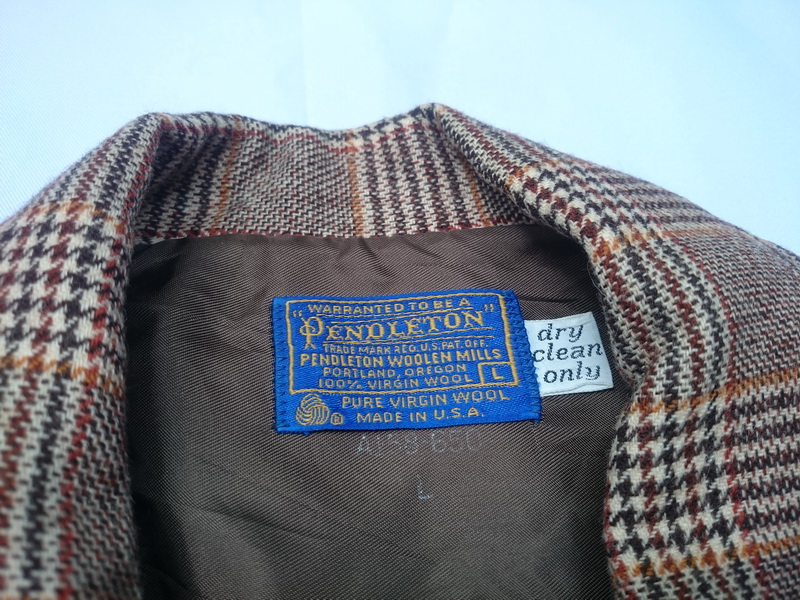 WARRANTED TO BE A
"PENDLETON"
TRADE MARK REG. U.S. PAT. OFF.
PENDLETON WOOLEN MILLS
PORTLAND, OREGON
100% VIRGIN WOOL L
PURE VIRGIN WOOL
® MADE IN U.S.A.
dry
clean
only
L